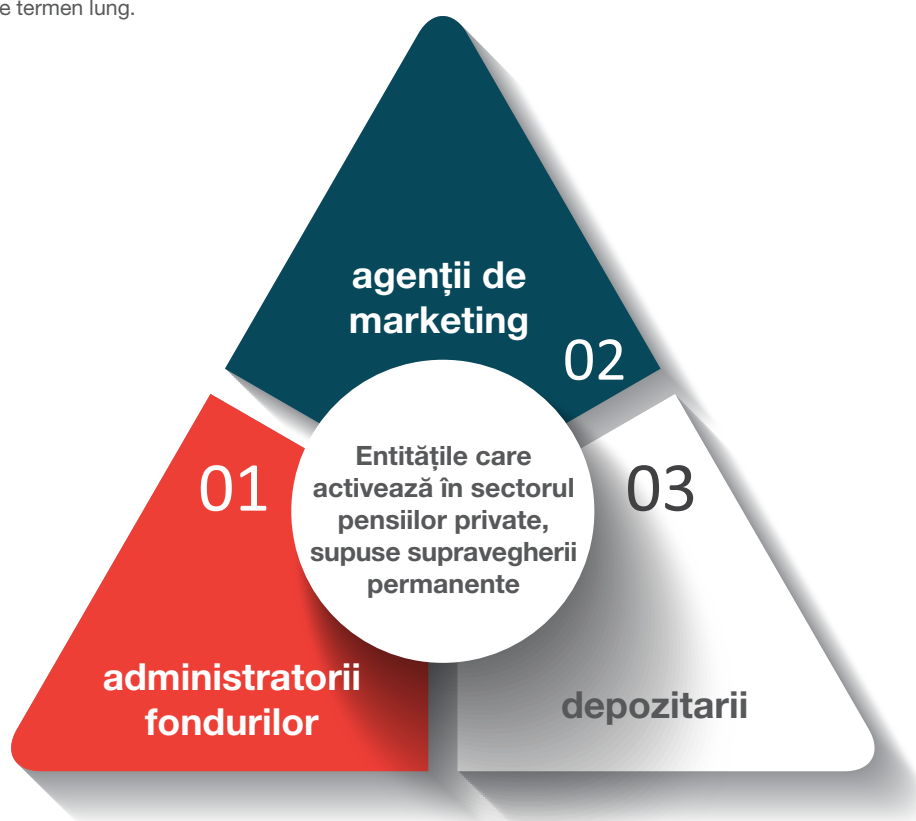 e termen lung.
agenții de
marketing
02
Entitățile care
activează în sectorul
pensiilor private,
supuse supravegherii
permanente
01
03
administratorii
fondurilor
depozitarii